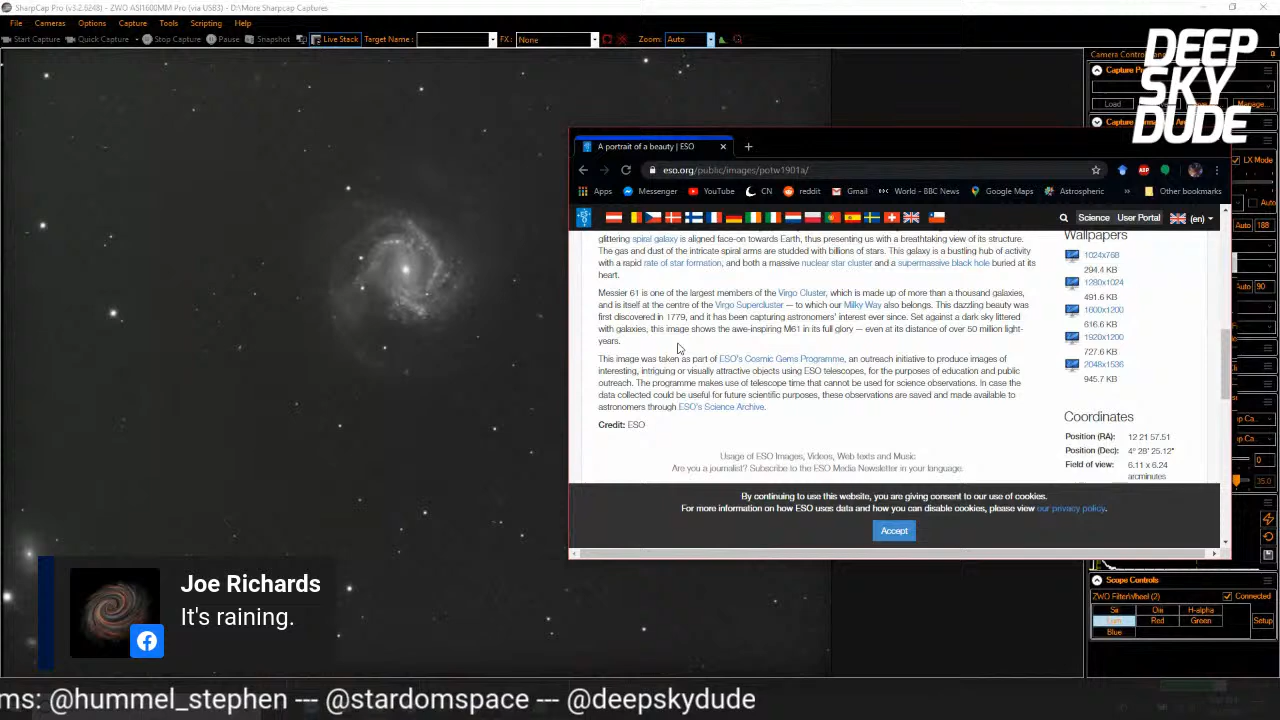 SharpCap Pro (v3.2.6248) - ZWO ASI1600MM Pro (via USB3) - D:\More Sharpcap Captures
File Cameras Options Capture Tools Scripting Help
Start Capture Quick Capture Stop Capture Pause Snapshot Live Stack Target Name : FX : None Zoom: Auto
DEEP
SKY
DUDE
Load
LX Mode
Auto
Auto 188
Auto 90
A portrait of a beauty | ESO
eso.org/public/images/potw1901a/
Apps Messenger YouTube CN reddit Gmail World - BBC News Google Maps Astrospheric » Other bookmarks
Science User Portal (en)
glittering spiral galaxy is aligned face-on towards Earth, thus presenting us with a breathtaking view of its structure.
The gas and dust of the intricate spiral arms are studded with billions of stars. This galaxy is a bustling hub of activity
with a rapid rate of star formation, and both a massive nuclear star cluster and a supermassive black hole buried at its
heart.
Messier 61 is one of the largest members of the Virgo Cluster, which is made up of more than a thousand galaxies,
and is itself at the centre of the Virgo Supercluster — to which our Milky Way also belongs. This dazzling beauty was
first discovered in 1779, and it has been capturing astronomers' interest ever since. Set against a dark sky littered
with galaxies, this image shows the awe-inspiring M61 in its full glory — even at its distance of over 50 million light-
years.
This image was taken as part of ESO's Cosmic Gems Programme, an outreach initiative to produce images of
interesting, intriguing or visually attractive objects using ESO telescopes, for the purposes of education and public
outreach. The programme makes use of telescope time that cannot be used for science observations. In case the
data collected could be useful for future scientific purposes, these observations are saved and made available to
astronomers through ESO's Science Archive.
Credit: ESO
Usage of ESO Images, Videos, Web texts and Music
Are you a journalist? Subscribe to the ESO Media Newsletter in your language.
Wallpapers
1024x768
294.4 KB
1280x1024
491.6 KB
1600x1200
616.6 KB
1920x1200
727.6 KB
2048x1536
945.7 KB
Coordinates
Position (RA): 12 21 57.51
Position (Dec): 4° 28' 25.12"
Field of view: 6.11 x 6.24
arcminutes
By continuing to use this website, you are giving consent to our use of cookies.
For more information on how ESO uses data and how you can disable cookies, please view our privacy policy.
Accept
Scope Controls
ZWO FilterWheel (2) Connected
SII OIII H-alpha
Lum Red Green Setup
Blue
Joe Richards
It's raining.
ms: @hummel_stephen --- @stardomspace --- @deepskydude